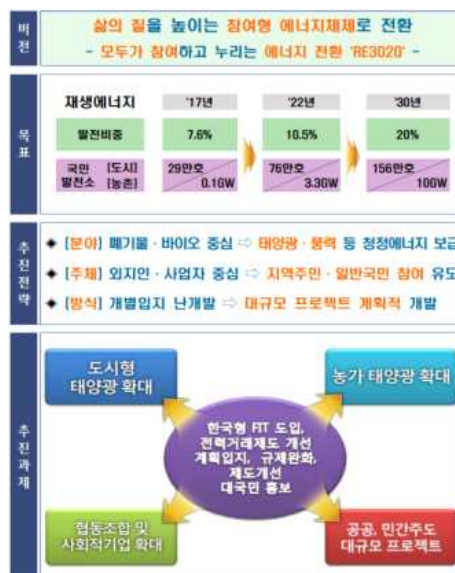 비전
삶의 질을 높이는 참여형 에너지체제로 전환
- 모두가 참여하고 누리는 에너지 전환 'RE3020' -
목표
재생에너지 '17년 '22년 '30년
발전비중 7.6% 10.5% 20%
국민 발전소 [도시] [농촌] 29만호 0.1GW 76만호 3.3GW 156만호 10GW
추진전략
◆ [분야] 폐기물·바이오 중심 ⇨ 태양광·풍력 등 청정에너지 보급
◆ [주체] 외지인·사업자 중심 ⇨ 지역주민·일반국민 참여 유도
◆ [방식] 개별입지 난개발 ⇨ 대규모 프로젝트 계획적 개발
추진과제
도시형
태양광 확대
농가 태양광 확대
한국형 FIT 도입,
전력거래제도 개선
계획입지, 규제완화,
제도개선
대국민 홍보
협동조합 및
사회적기업 확대
공공, 민간주도
대규모 프로젝트